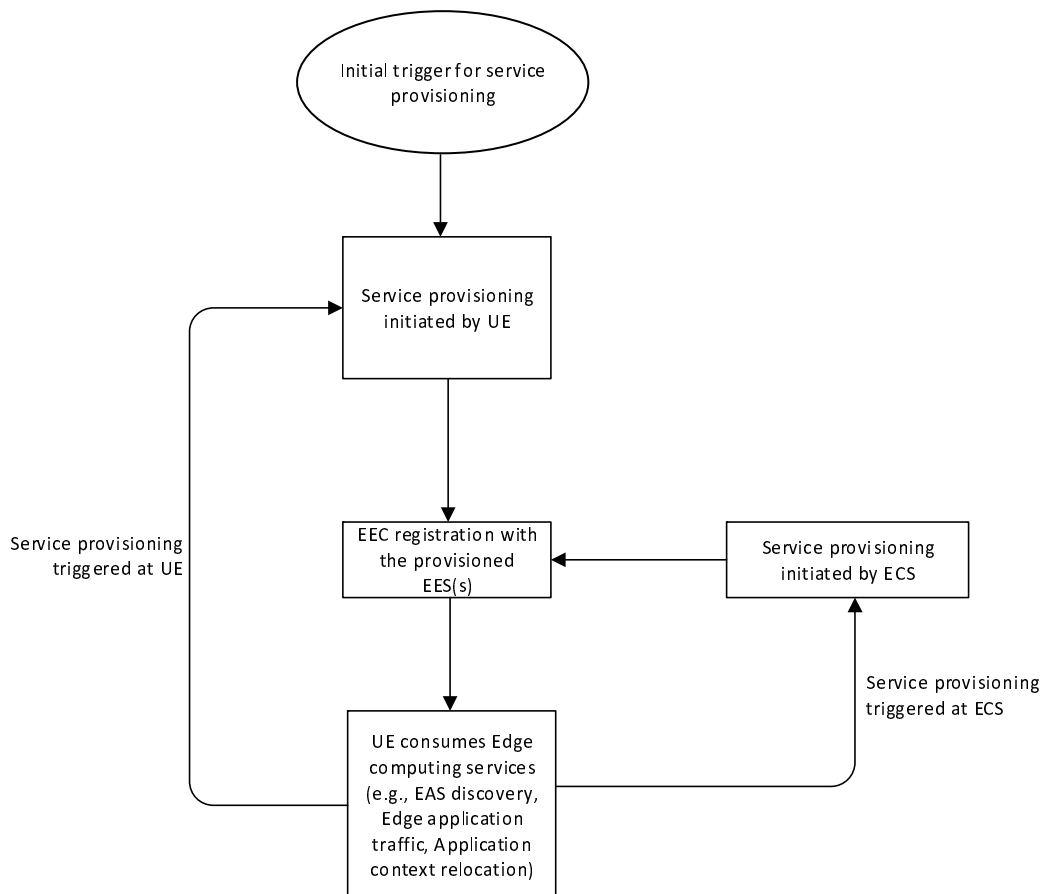 Initial trigger for service
provisioning
Service provisioning
initiated by UE
Service provisioning
triggered at UE
EEC registration with
the provisioned
EES(s)
Service provisioning
initiated by ECS
Service provisioning
triggered at ECS
UE consumes Edge
computing services
(e.g., EAS discovery,
Edge application
traffic, Application
context relocation)